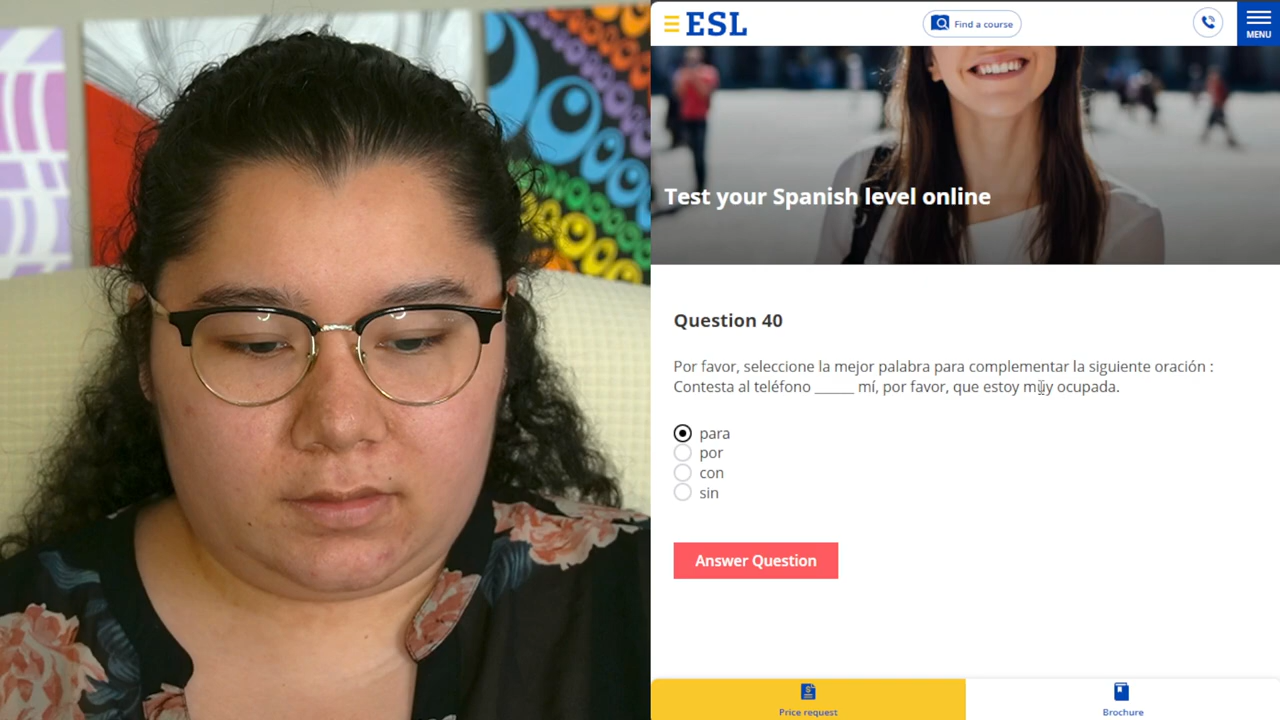 ESL
Find a course
MENU
Test your Spanish level online
Question 40
Por favor, seleccione la mejor palabra para complementar la siguiente oración :
Contesta al teléfono ______ mí, por favor, que estoy muy ocupada.
para
por
con
sin
Answer Question
Price request
Brochure